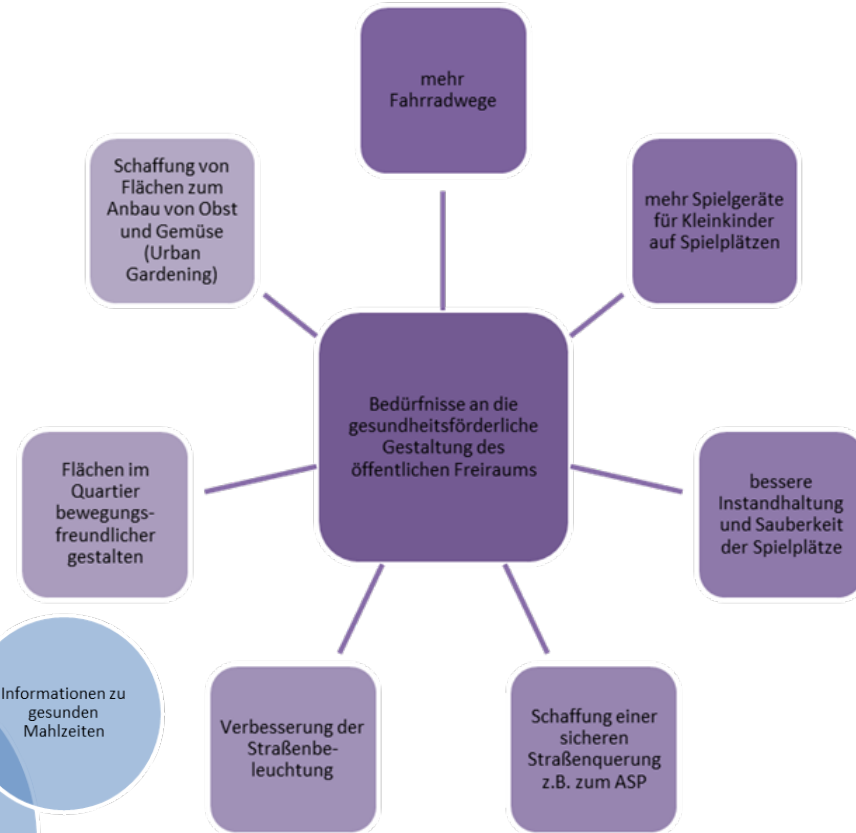 mehr
Fahrradwege
Schaffung von
Flächen zum
Anbau von Obst
und Gemüse
(Urban
Gardening)
mehr Spielgeräte
für Kleinkinder
auf Spielplätzen
Bedürfnisse an die
gesundheitsförderliche
Gestaltung des
öffentlichen Freiraums
Flächen im
Quartier
bewegungs-
freundlicher
gestalten
bessere
Instandhaltung
und Sauberkeit
der Spielplätze
Informationen zu
gesunden
Mahlzeiten
Verbesserung der
Straßenbe-
leuchtung
Schaffung einer
sicheren
Straßenquerung
z.B. zum ASP